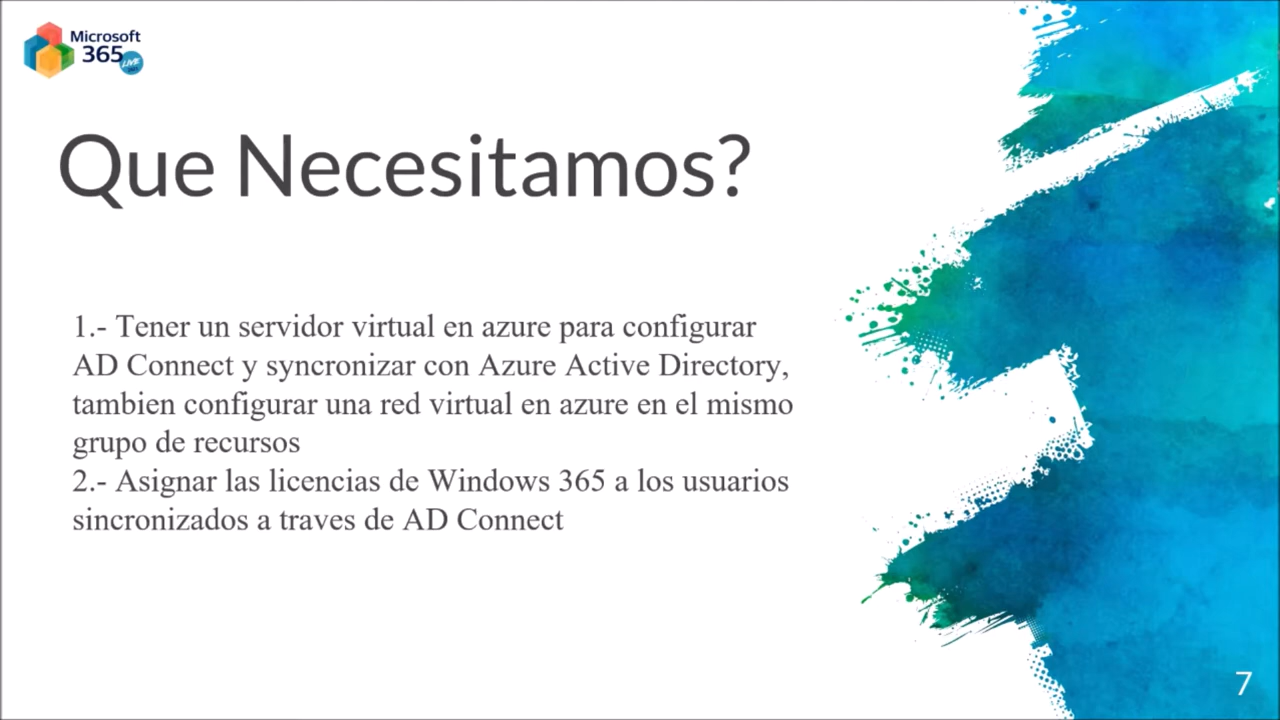 Microsoft
365
LIVE
Que Necesitamos?
1.- Tener un servidor virtual en azure para configurar
AD Connect y syncronizar con Azure Active Directory,
tambien configurar una red virtual en azure en el mismo
grupo de recursos
2.- Asignar las licencias de Windows 365 a los usuarios
sincronizados a traves de AD Connect
7